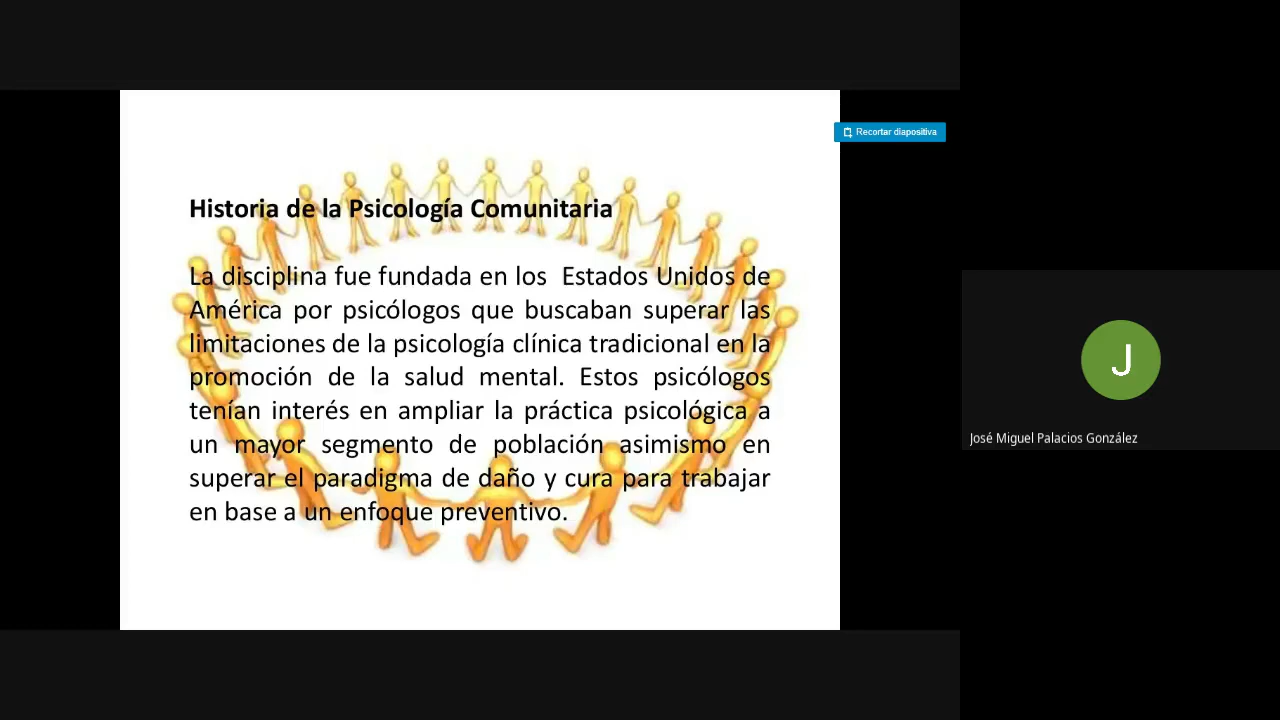 Recortar diapositiva
Historia de la Psicología Comunitaria
La disciplina fue fundada en los Estados Unidos de
América por psicólogos que buscaban superar las
limitaciones de la psicología clínica tradicional en la
promoción de la salud mental. Estos psicólogos
tenían interés en ampliar la práctica psicológica a
un mayor segmento de población asimismo en
superar el paradigma de daño y cura para trabajar
en base a un enfoque preventivo.
J
José Miguel Palacios González